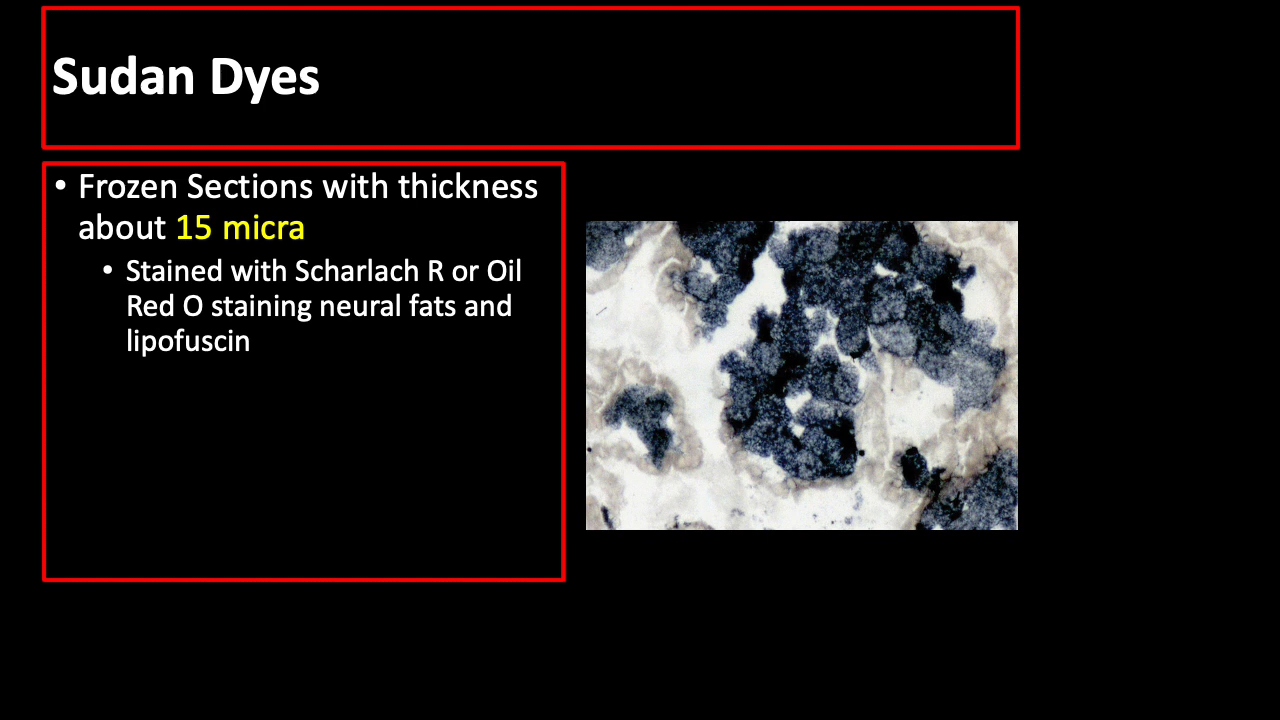 Sudan Dyes
• Frozen Sections with thickness
about 15 micra
• Stained with Scharlach R or Oil
Red O staining neural fats and
lipofuscin